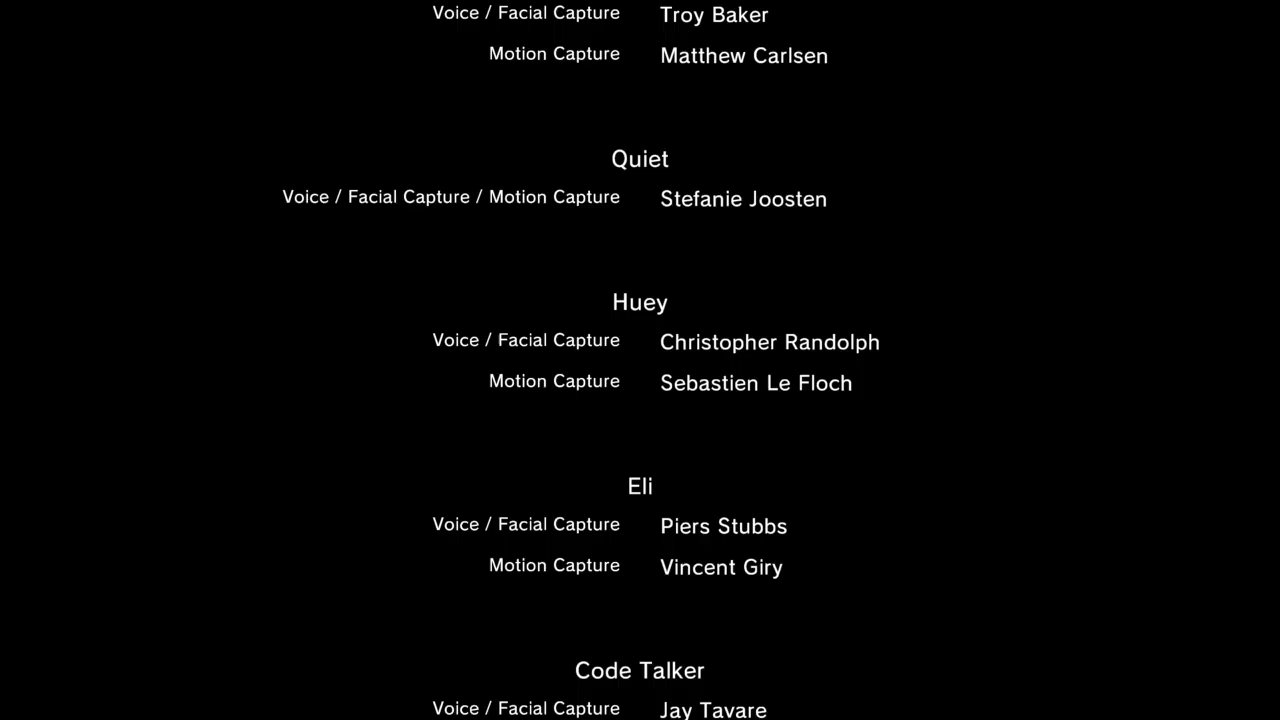 Voice / Facial Capture Troy Baker
Motion Capture Matthew Carlsen
Quiet
Voice / Facial Capture / Motion Capture Stefanie Joosten
Huey
Voice / Facial Capture Christopher Randolph
Motion Capture Sebastien Le Floch
Eli
Voice / Facial Capture Piers Stubbs
Motion Capture Vincent Giry
Code Talker
Voice / Facial Capture Jay Tavare